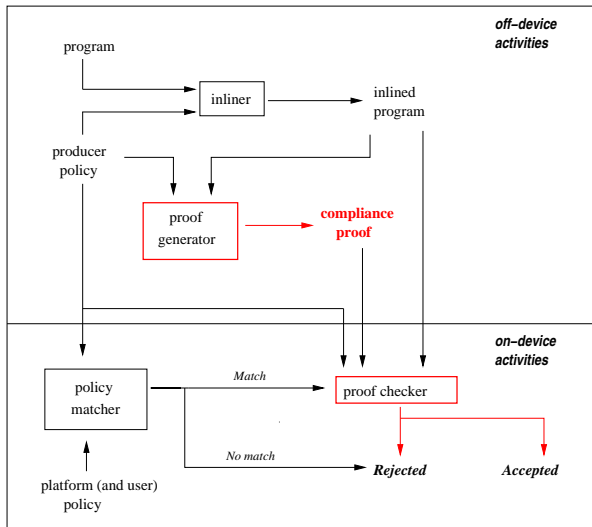 off-device
activities
program
inliner
inlined
program
producer
policy
proof
generator
compliance
proof
on-device
activities
policy
matcher
Match
proof checker
No match
Rejected
Accepted
platform (and user)
policy